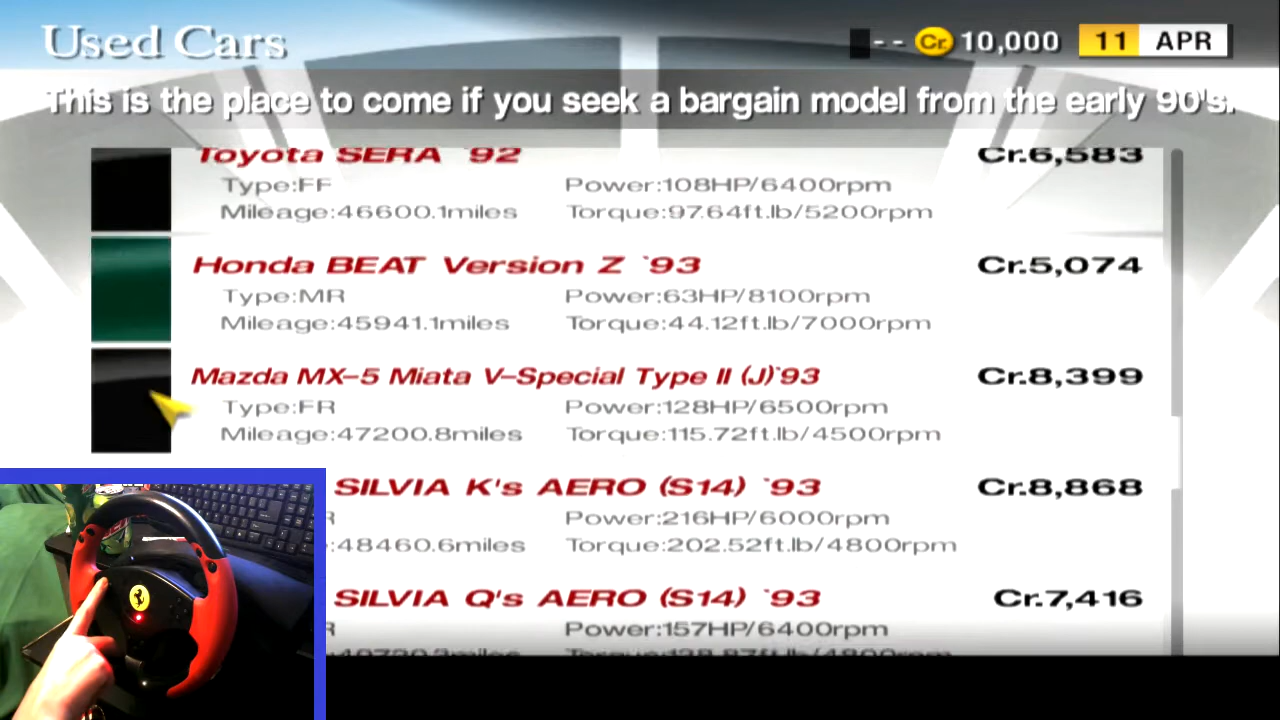 Used Cars
-- Cr 10,000 11 APR
This is the place to come if you seek a bargain model from the early 90's.
Toyota SERA `92 Cr.6,583
Type:FF Power:108HP/6400rpm
Mileage:46600.1miles Torque:97.64ft.lb/5200rpm
Honda BEAT Version Z `93 Cr.5,074
Type:MR Power:63HP/8100rpm
Mileage:45941.1miles Torque:44.12ft.lb/7000rpm
Mazda MX-5 Miata V-Special Type II (J)`93 Cr.8,399
Type:FR Power:128HP/6500rpm
Mileage:47200.8miles Torque:115.72ft.lb/4500rpm
SILVIA K's AERO (S14) `93 Cr.8,868
R Power:216HP/6000rpm
:48460.6miles Torque:202.52ft.lb/4800rpm
SILVIA Q's AERO (S14) `93 Cr.7,416
R Power:157HP/6400rpm